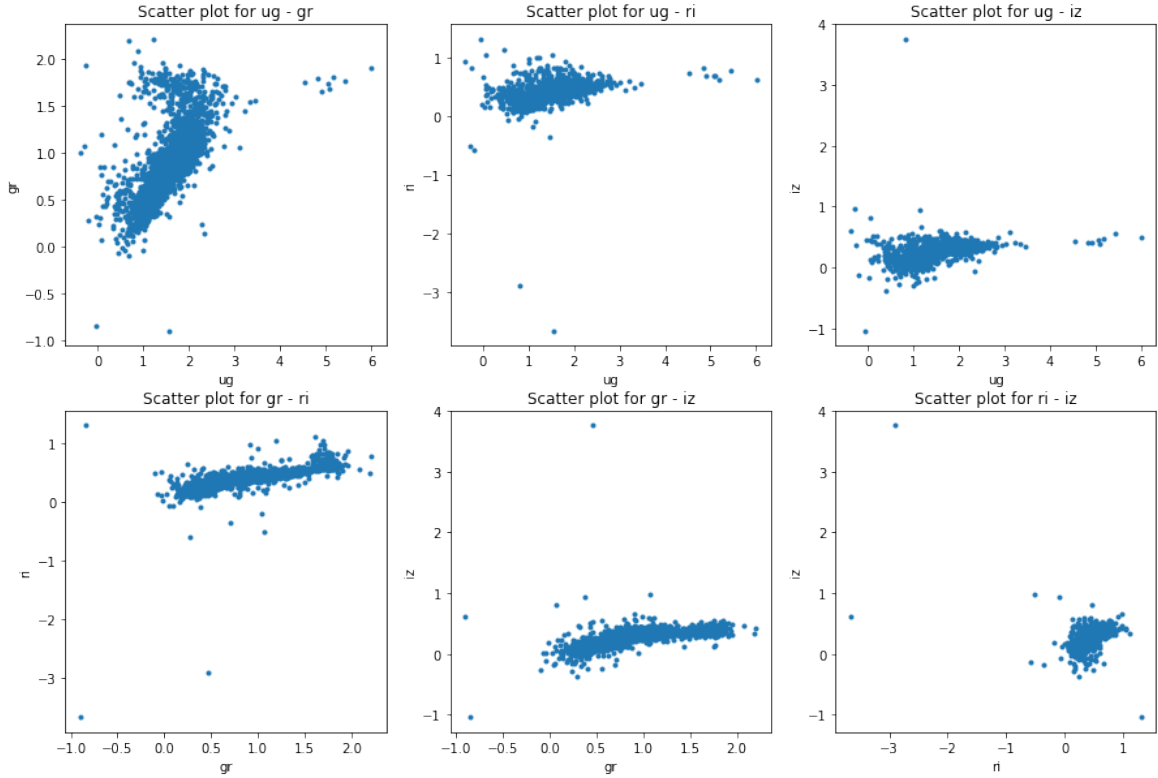 Scatter plot for ug - gr
2.0
1.5
1.0
0.5
0.0
−0.5
−1.0
gr
0 1 2 3 4 5 6
ug
Scatter plot for ug - ri
1
0
−1
−2
−3
ri
0 1 2 3 4 5 6
ug
Scatter plot for ug - iz
4
3
2
1
0
−1
iz
0 1 2 3 4 5 6
ug
Scatter plot for gr - ri
1
0
−1
−2
−3
ri
−1.0 −0.5 0.0 0.5 1.0 1.5 2.0
gr
Scatter plot for gr - iz
4
3
2
1
0
−1
iz
−1.0 −0.5 0.0 0.5 1.0 1.5 2.0
gr
Scatter plot for ri - iz
4
3
2
1
0
−1
iz
−3 −2 −1 0 1
ri